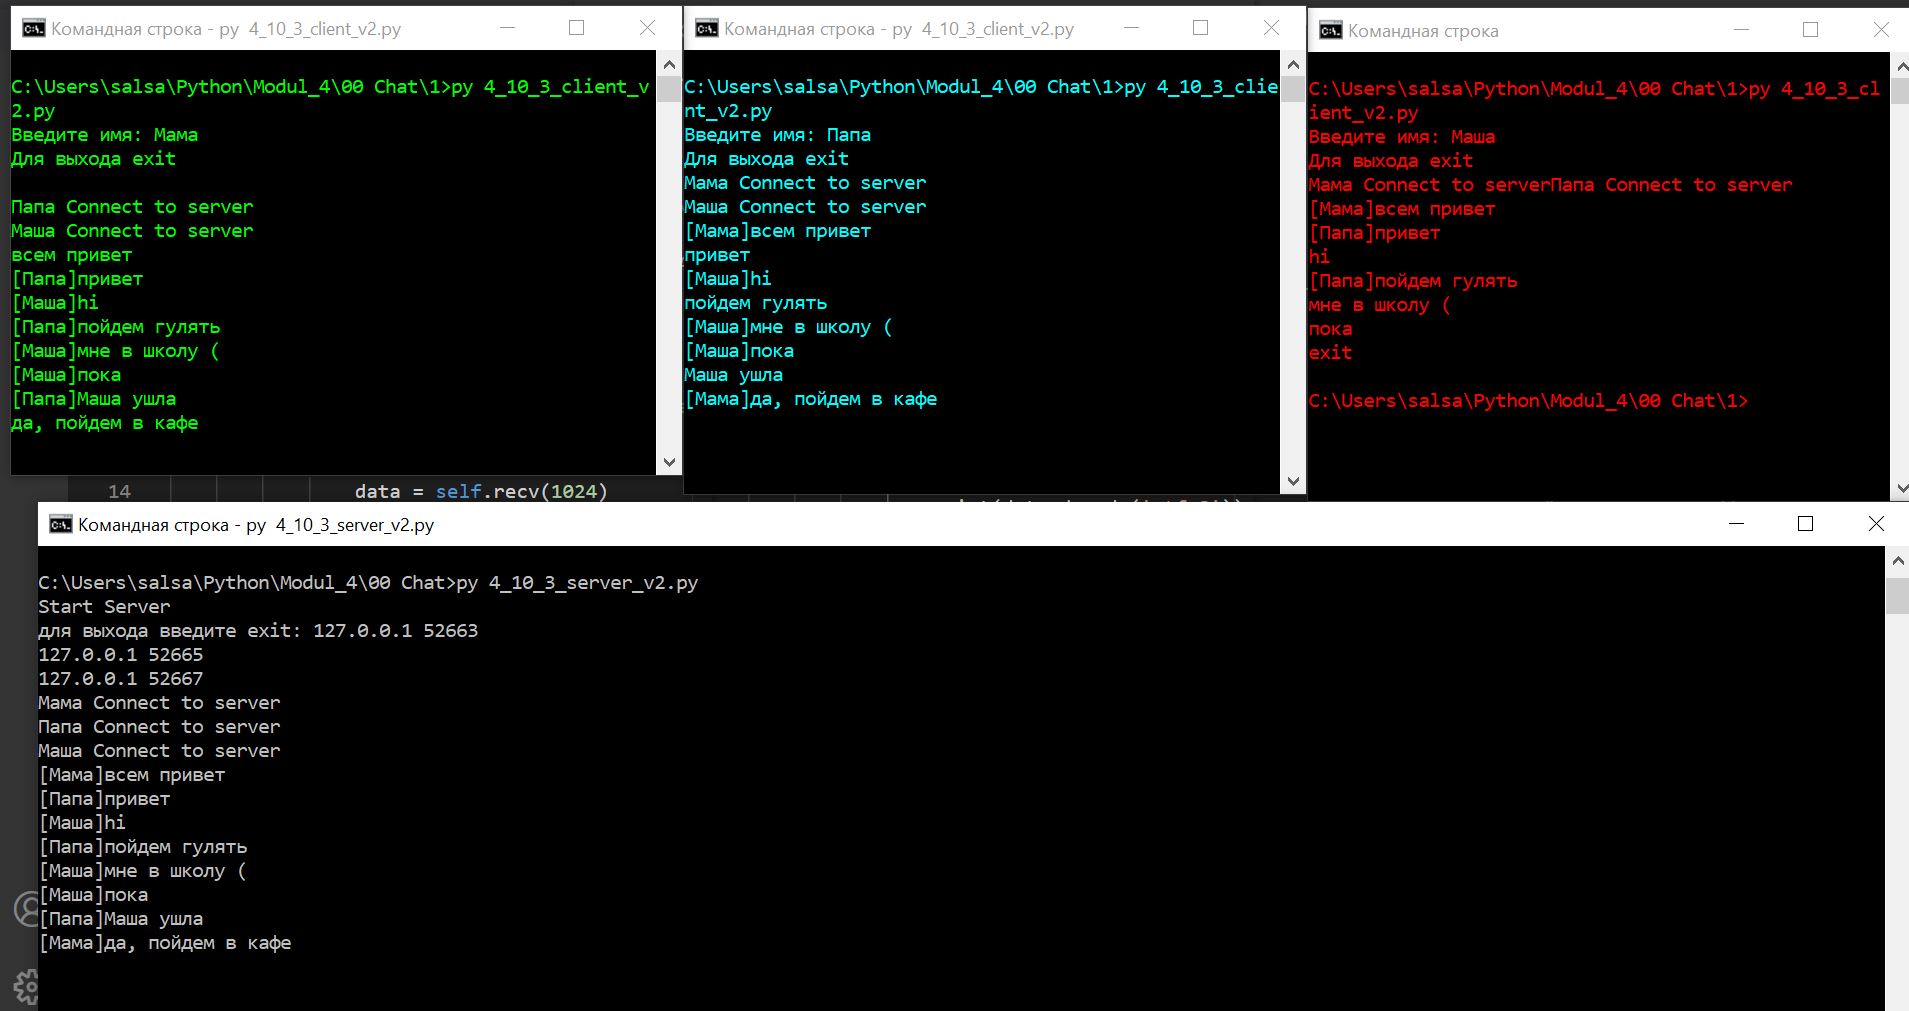 Командная строка - py  4_10_3_client_v2.py
C:\Users\salsa\Python\Modul_4\00 Chat\1>py 4_10_3_client_v
2.py
Введите имя: Мама
Для выхода exit
Папа Connect to server
Маша Connect to server
всем привет
[Папа]привет
[Маша]hi
[Папа]пойдем гулять
[Маша]мне в школу (
[Маша]пока
[Папа]Маша ушла
да, пойдем в кафе
Командная строка - py  4_10_3_client_v2.py
C:\Users\salsa\Python\Modul_4\00 Chat\1>py 4_10_3_clie
nt_v2.py
Введите имя: Папа
Для выхода exit
Мама Connect to server
Маша Connect to server
[Мама]всем привет
привет
[Маша]hi
пойдем гулять
[Маша]мне в школу (
[Маша]пока
Маша ушла
[Мама]да, пойдем в кафе
Командная строка
C:\Users\salsa\Python\Modul_4\00 Chat\1>py 4_10_3_cl
ient_v2.py
Введите имя: Маша
Для выхода exit
Мама Connect to serverПапа Connect to server
[Мама]всем привет
[Папа]привет
hi
[Папа]пойдем гулять
мне в школу (
пока
exit
C:\Users\salsa\Python\Modul_4\00 Chat\1>
14 data = self.recv(1024)
Командная строка - py  4_10_3_server_v2.py
C:\Users\salsa\Python\Modul_4\00 Chat>py 4_10_3_server_v2.py
Start Server
для выхода введите exit: 127.0.0.1 52663
127.0.0.1 52665
127.0.0.1 52667
Мама Connect to server
Папа Connect to server
Маша Connect to server
[Мама]всем привет
[Папа]привет
[Маша]hi
[Папа]пойдем гулять
[Маша]мне в школу (
[Маша]пока
[Папа]Маша ушла
[Мама]да, пойдем в кафе